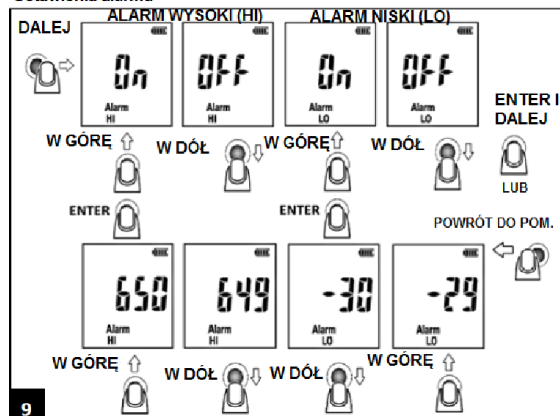 ALARM WYSOKI (HI) ALARM NISKI (LO)
DALEJ
On OFF On OFF
Alarm Alarm Alarm Alarm
HI HI LO LO
ENTER I
DALEJ
W GÓRĘ W DÓŁ W GÓRĘ W DÓŁ
LUB
ENTER ENTER
POWRÓT DO POM.
650 649 -30 -29
Alarm Alarm Alarm Alarm
HI HI LO LO
W GÓRĘ W DÓŁ W DÓŁ W GÓRĘ
9